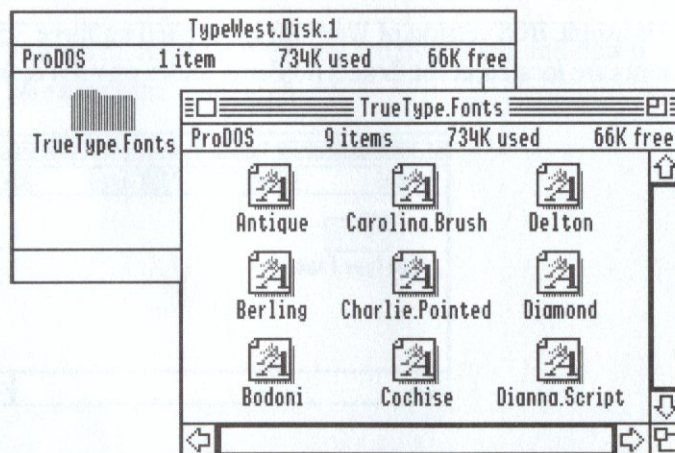 TypeWest.Disk.1
ProDOS 1 item 734K used 66K free
TrueType.Fonts
TrueType.Fonts
ProDOS 9 items 734K used 66K free
Antique Carolina.Brush Delton
Berling Charlie.Pointed Diamond
Bodoni Cochise Dianna.Script